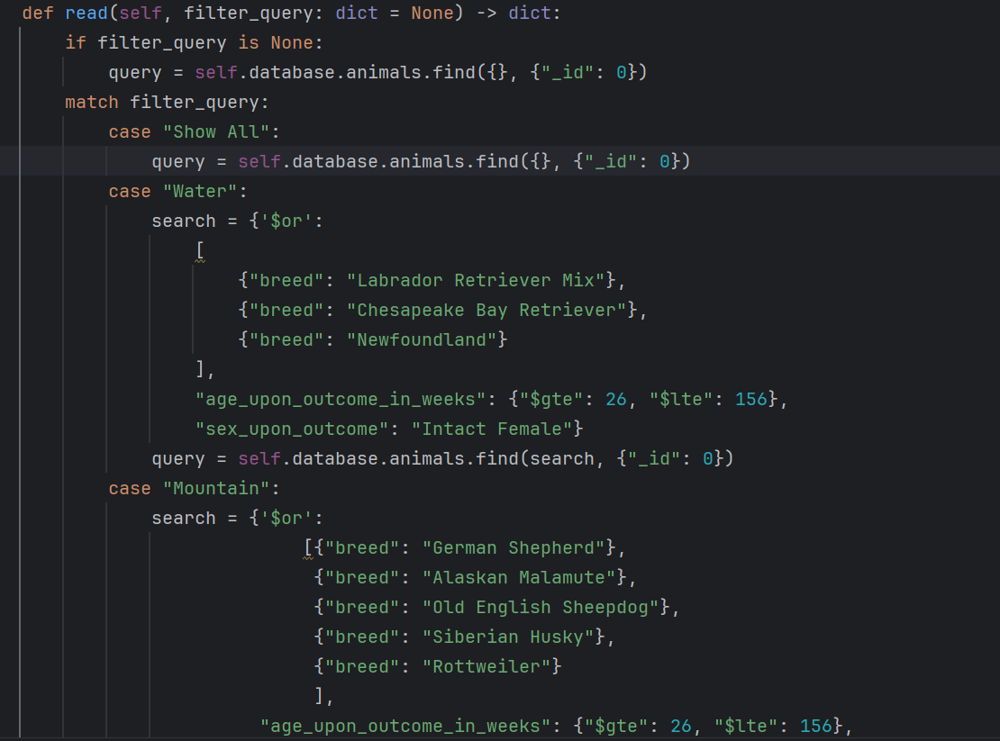 def read(self, filter_query: dict = None) -> dict:
    if filter_query is None:
        query = self.database.animals.find({}, {"_id": 0})
    match filter_query:
        case "Show All":
            query = self.database.animals.find({}, {"_id": 0})
        case "Water":
            search = {'$or':
                [
                    {"breed": "Labrador Retriever Mix"},
                    {"breed": "Chesapeake Bay Retriever"},
                    {"breed": "Newfoundland"}
                ],
                "age_upon_outcome_in_weeks": {"$gte": 26, "$lte": 156},
                "sex_upon_outcome": "Intact Female"}
            query = self.database.animals.find(search, {"_id": 0})
        case "Mountain":
            search = {'$or':
                          [{"breed": "German Shepherd"},
                           {"breed": "Alaskan Malamute"},
                           {"breed": "Old English Sheepdog"},
                           {"breed": "Siberian Husky"},
                           {"breed": "Rottweiler"}
                           ],
                      "age_upon_outcome_in_weeks": {"$gte": 26, "$lte": 156},